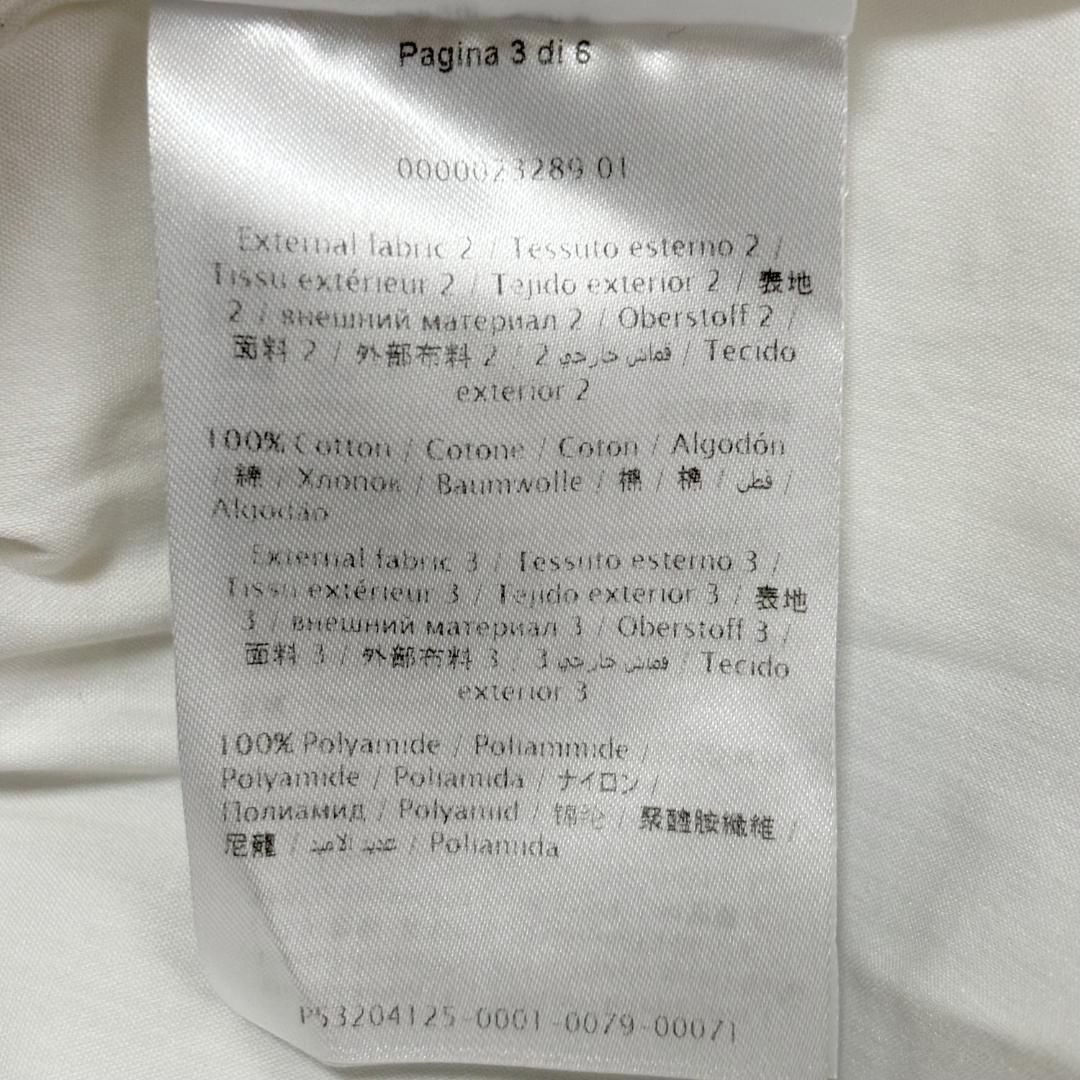 Pagina 3 di 6
0000023289 01
External fabric 2 / Tessuto esterno 2 /
Tissu extérieur 2 / Tejido exterior 2 / 表地
2 / внешний материал 2 / Oberstoff 2 /
面料 2 / 外部布料 2 / 2 قماش خارجي / Tecido
exterior 2
100% Cotton / Cotone / Coton / Algodón
/ 綿 / Хлопок / Baumwolle / 棉 / 棉 / قطن /
Algodão
External fabric 3 / Tessuto esterno 3 /
Tissu extérieur 3 / Tejido exterior 3 / 表地
3 / внешний материал 3 / Oberstoff 3 /
面料 3 / 外部布料 3 / 3 قماش خارجي / Tecido
exterior 3
100% Polyamide / Poliammide /
Polyamide / Poliamida / ナイロン /
Полиамид / Polyamid / 锦纶 / 聚醯胺纖維 /
尼龍 / عديد الاميد / Poliamida
P53204125-0001-0079-00071